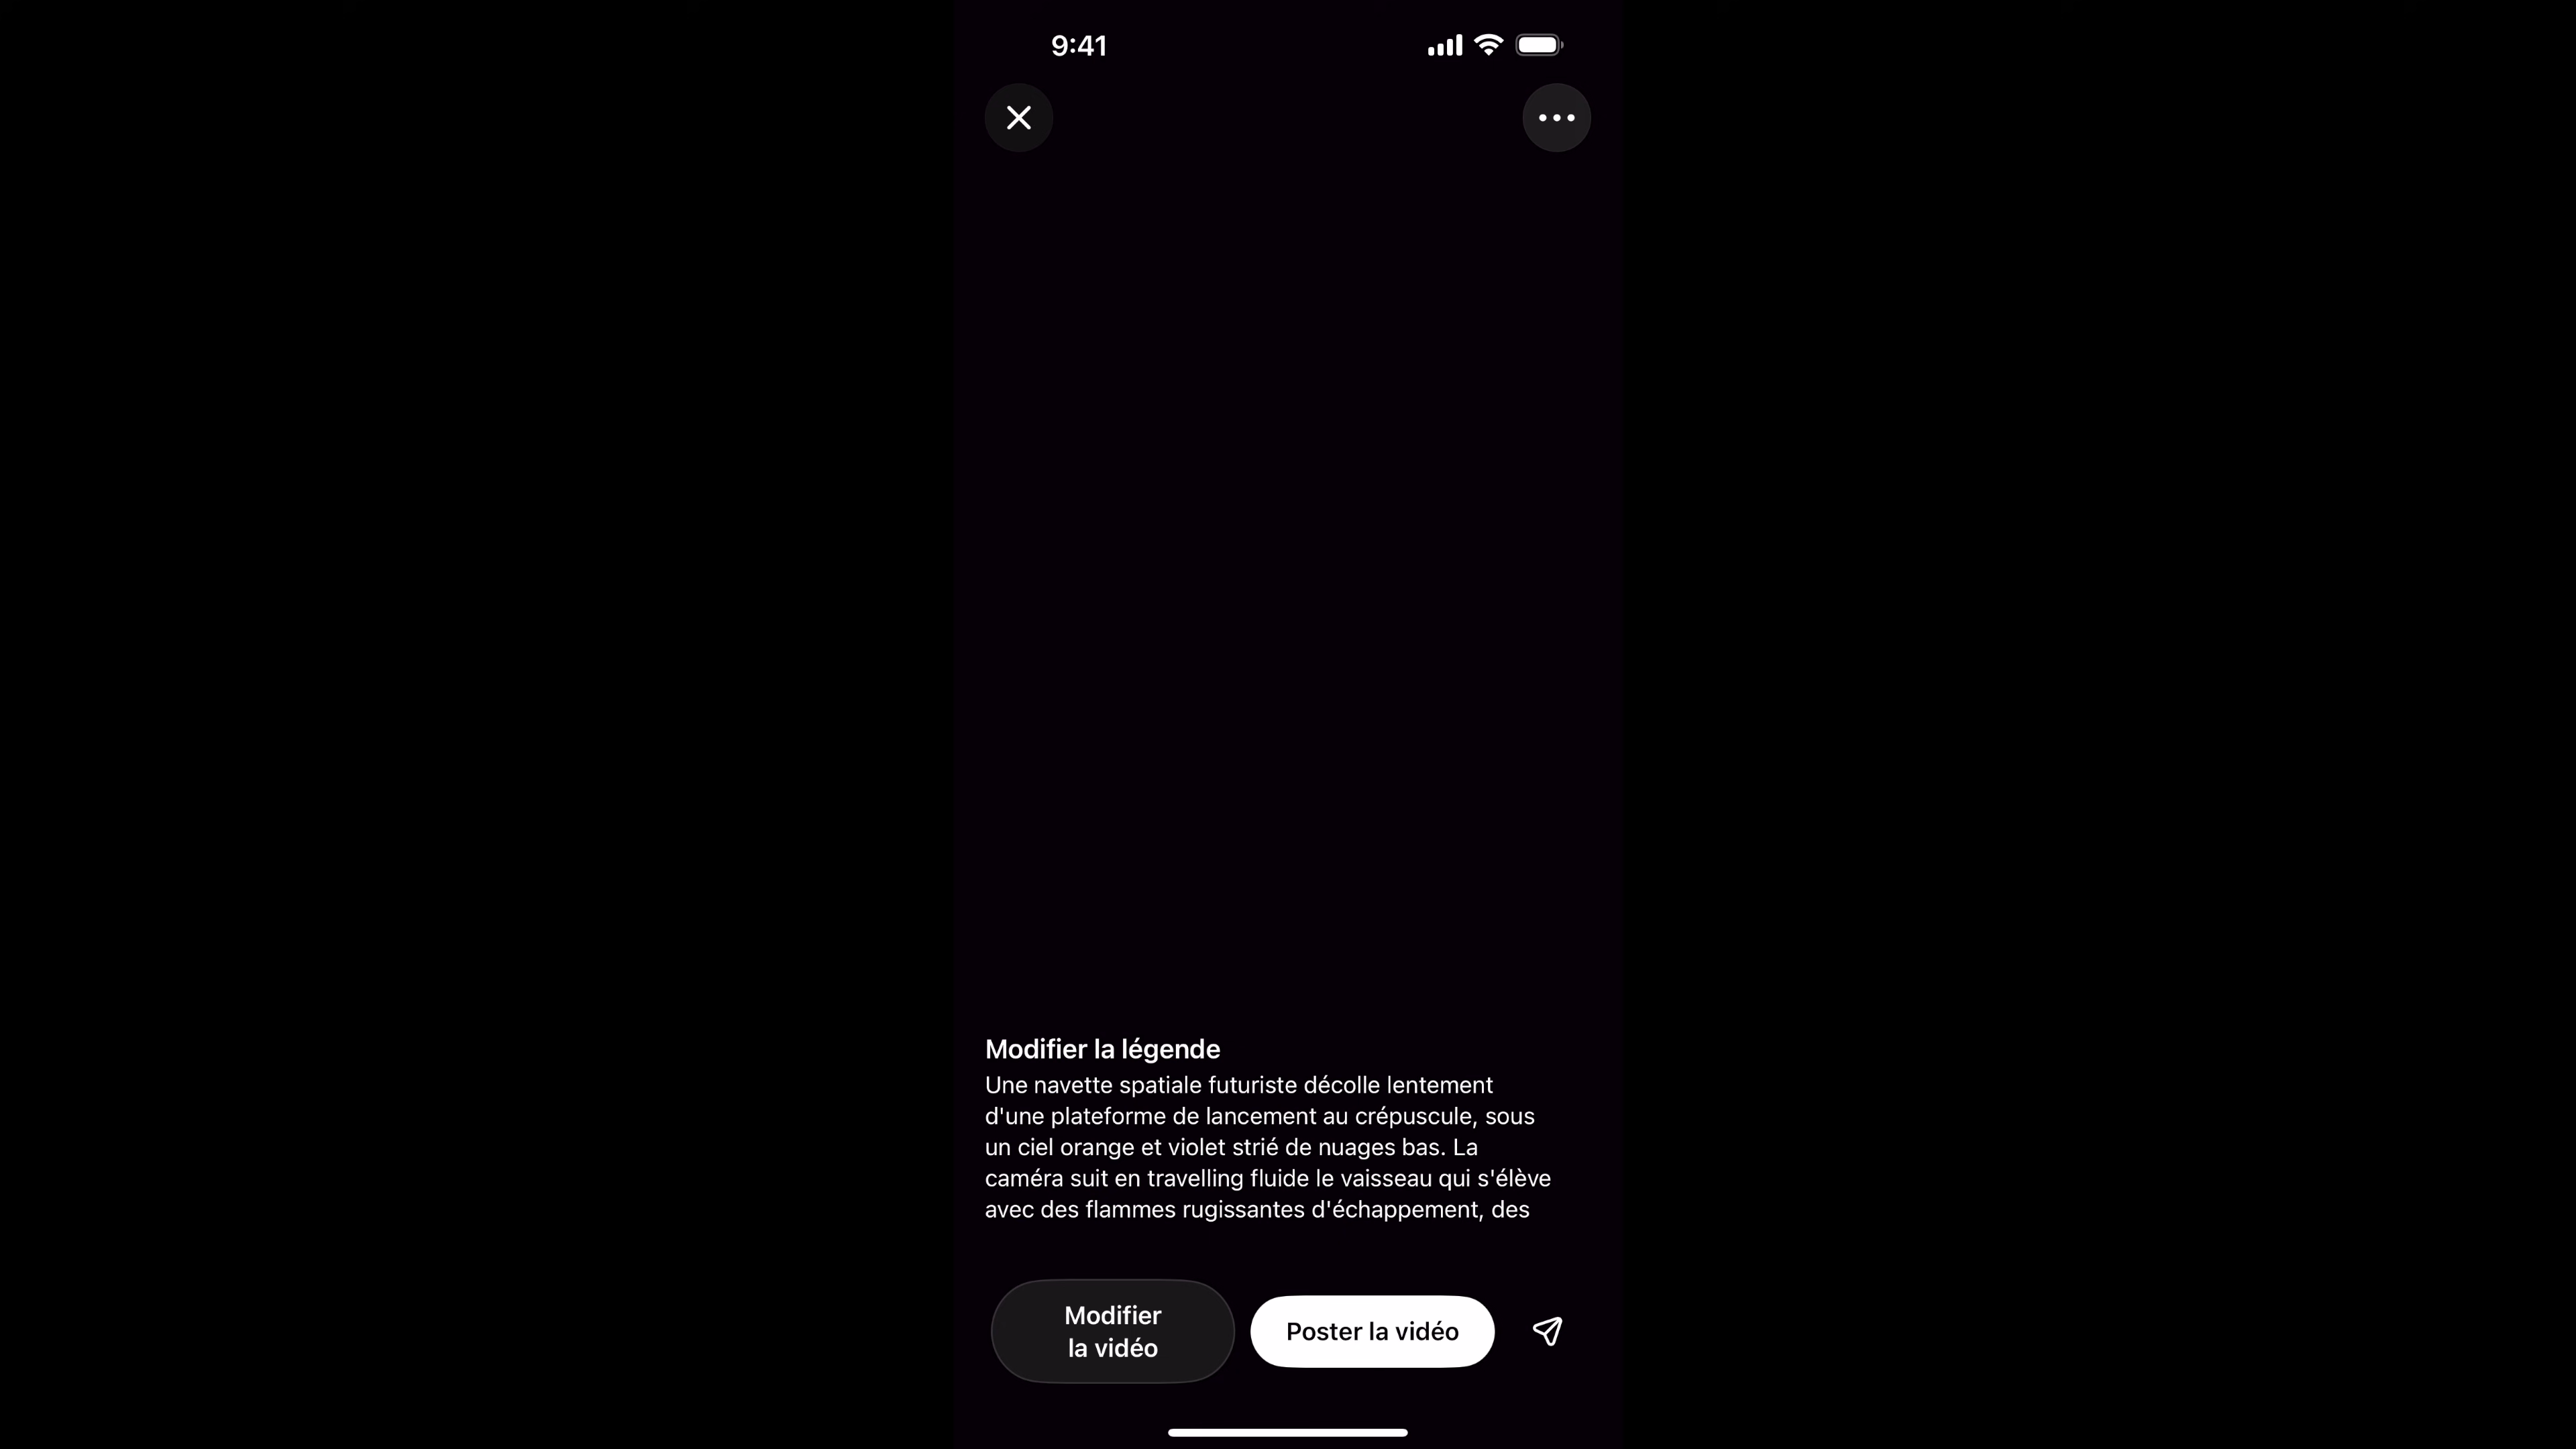 9:41
Modifier la légende
Une navette spatiale futuriste décolle lentement
d'une plateforme de lancement au crépuscule, sous
un ciel orange et violet strié de nuages bas. La
caméra suit en travelling fluide le vaisseau qui s'élève
avec des flammes rugissantes d'échappement, des
Modifier
la vidéo
Poster la vidéo